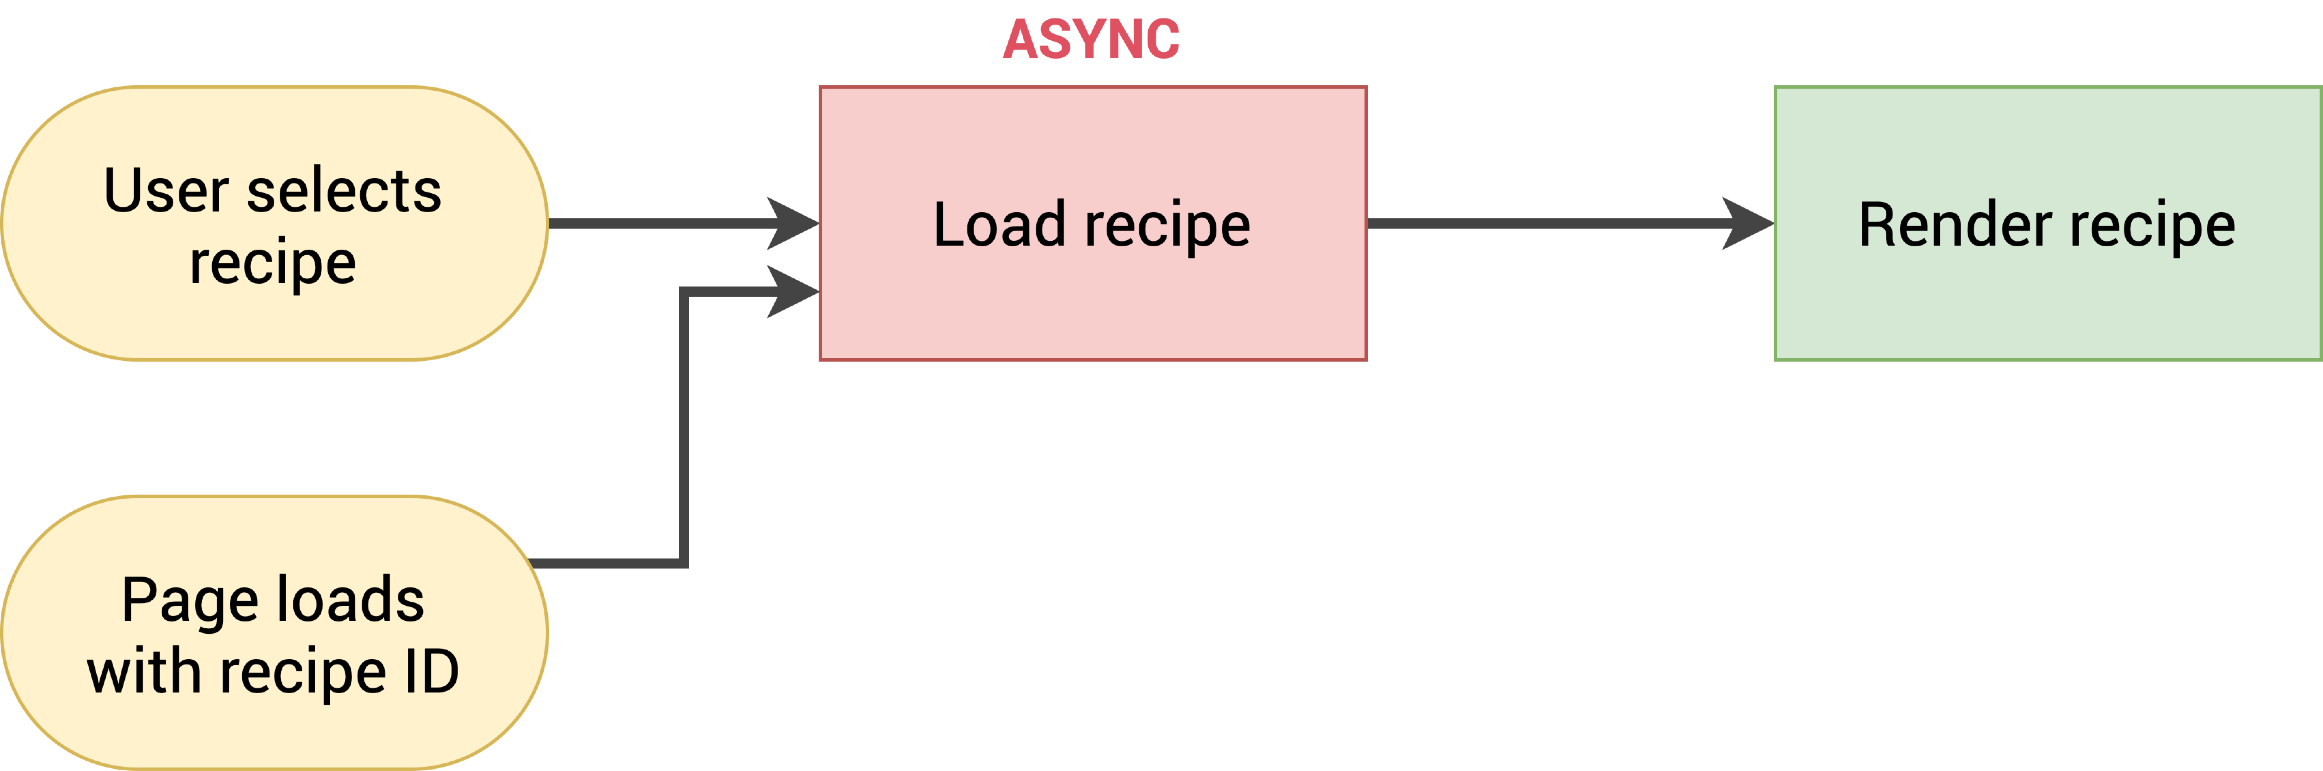 ASYNC
User selects
recipe
Load recipe
Render recipe
Page loads
with recipe ID